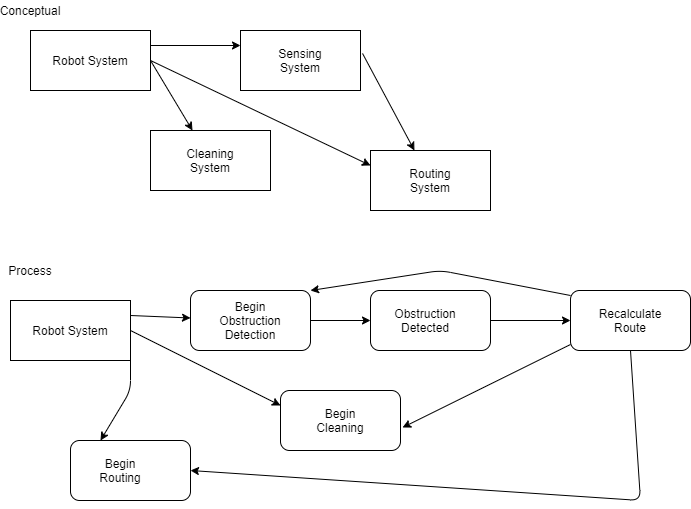 Conceptual
Robot System
Sensing
System
Cleaning
System
Routing
System
Process
Robot System
Begin
Obstruction
Detection
Obstruction
Detected
Recalculate
Route
Begin
Cleaning
Begin
Routing